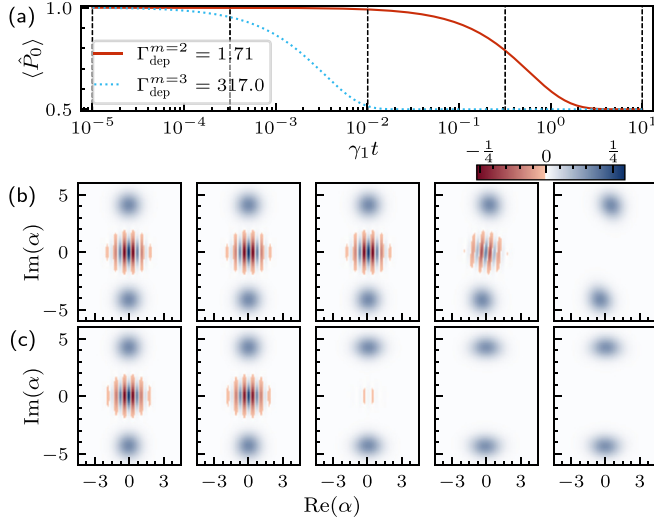 (a)
⟨P̂₀⟩
1.0
0.5
Γ_dep^{m=2} = 1.71
Γ_dep^{m=3} = 317.0
10⁻⁵ 10⁻⁴ 10⁻³ 10⁻² 10⁻¹ 10⁰ 10¹
γ₁t
−1/4 0 1/4
(b)
Im(α)
5
0
−5
(c)
Im(α)
5
0
−5
−3 0 3 −3 0 3 −3 0 3 −3 0 3 −3 0 3
Re(α)